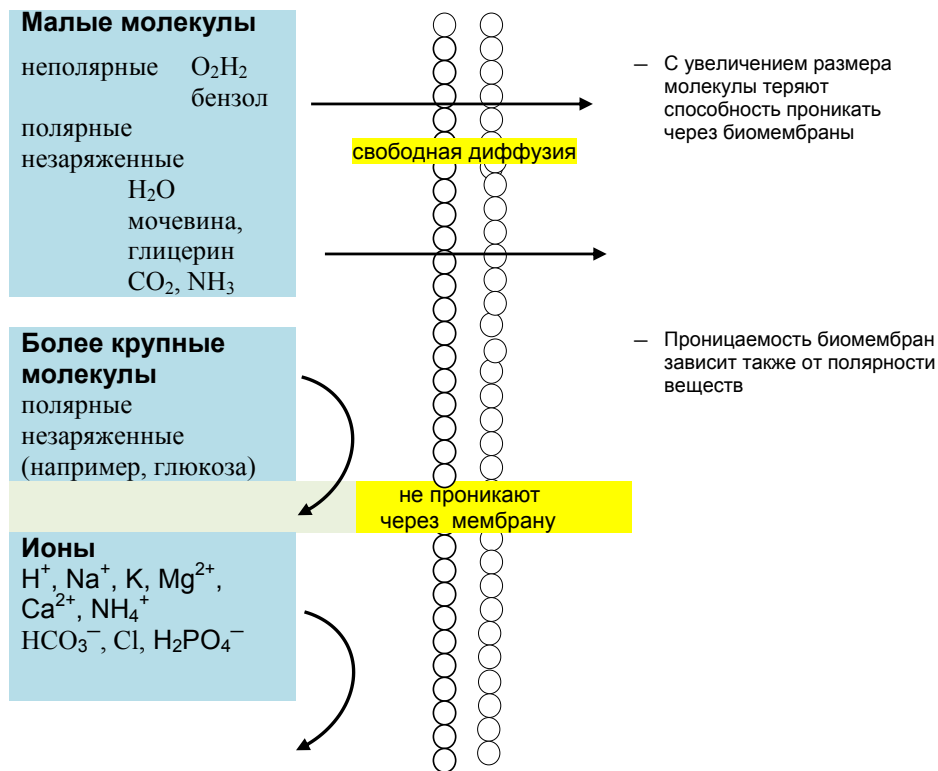 Малые молекулы
неполярные O₂H₂
бензол
полярные
незаряженные
H₂O
мочевина,
глицерин
CO₂, NH₃
свободная диффузия
— С увеличением размера
молекулы теряют
способность проникать
через биомембраны
Более крупные
молекулы
полярные
незаряженные
(например, глюкоза)
— Проницаемость биомембран
зависит также от полярности
веществ
не проникают
через мембрану
Ионы
H⁺, Na⁺, K, Mg²⁺,
Ca²⁺, NH₄⁺
HCO₃⁻, Cl, H₂PO₄⁻